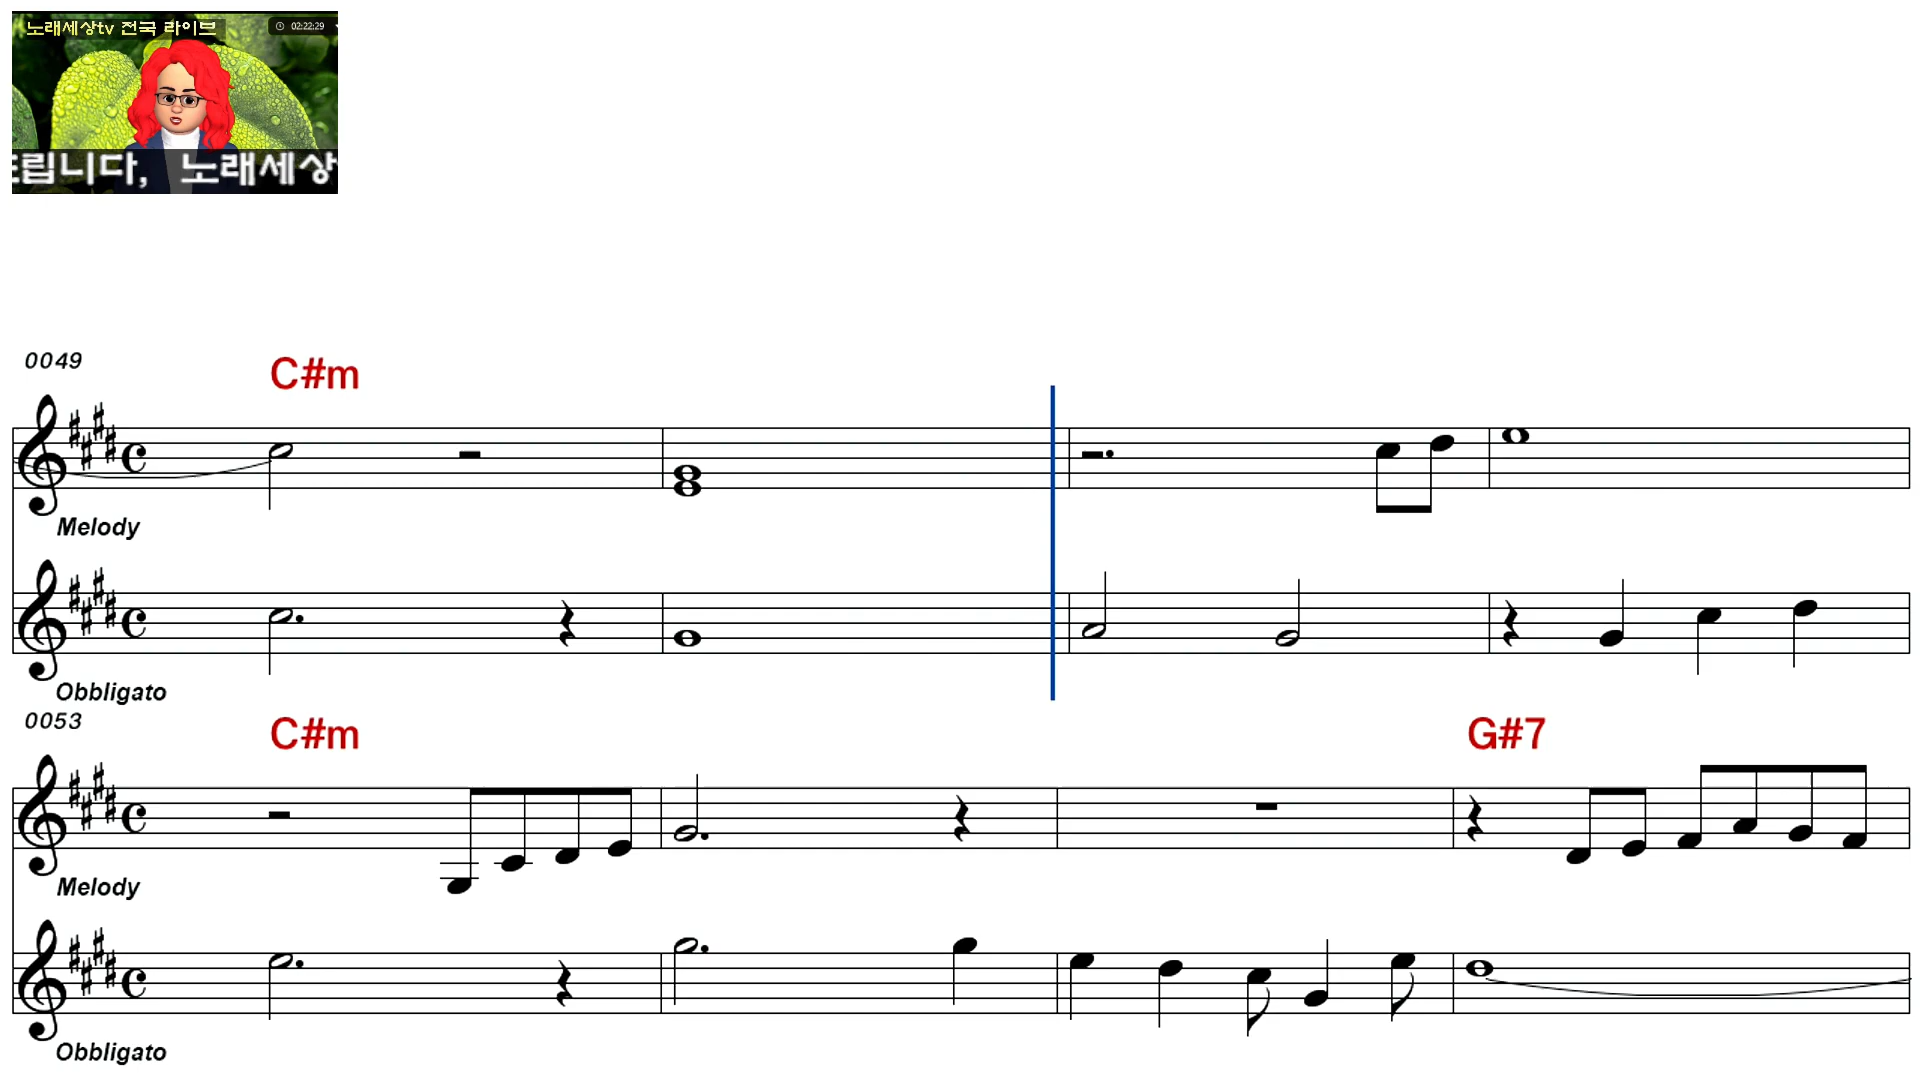 노래세상tv 전국 라이브
02:22:29
드립니다, 노래세상
0049
C#m
Melody
Obbligato
0053
C#m
G#7
Melody
Obbligato